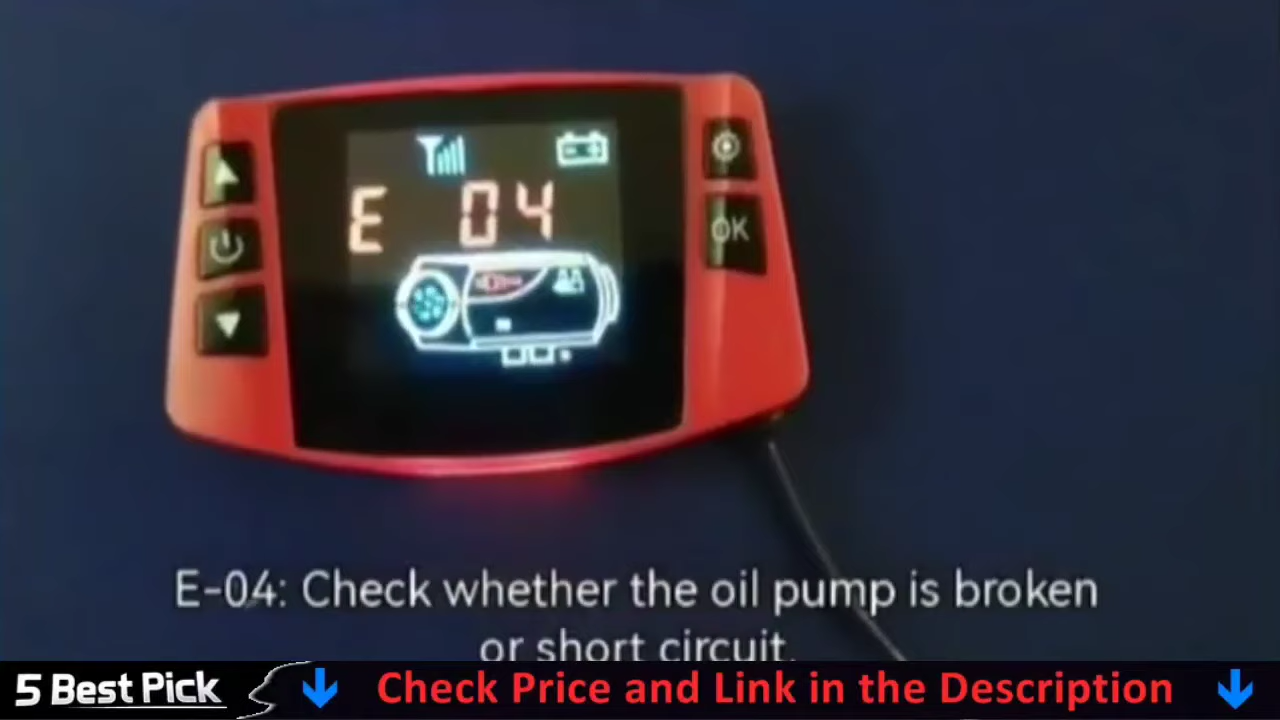 E 04
OK
E-04: Check whether the oil pump is broken
or short circuit.
5 Best Pick
Check Price and Link in the Description